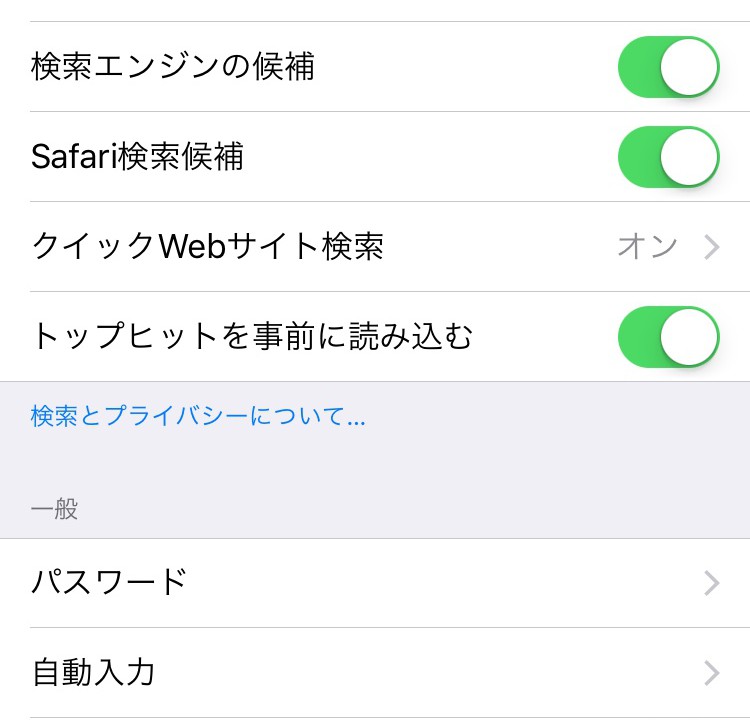 検索エンジンの候補
Safari検索候補
クイックWebサイト検索 オン
トップヒットを事前に読み込む
検索とプライバシーについて...
一般
パスワード
自動入力